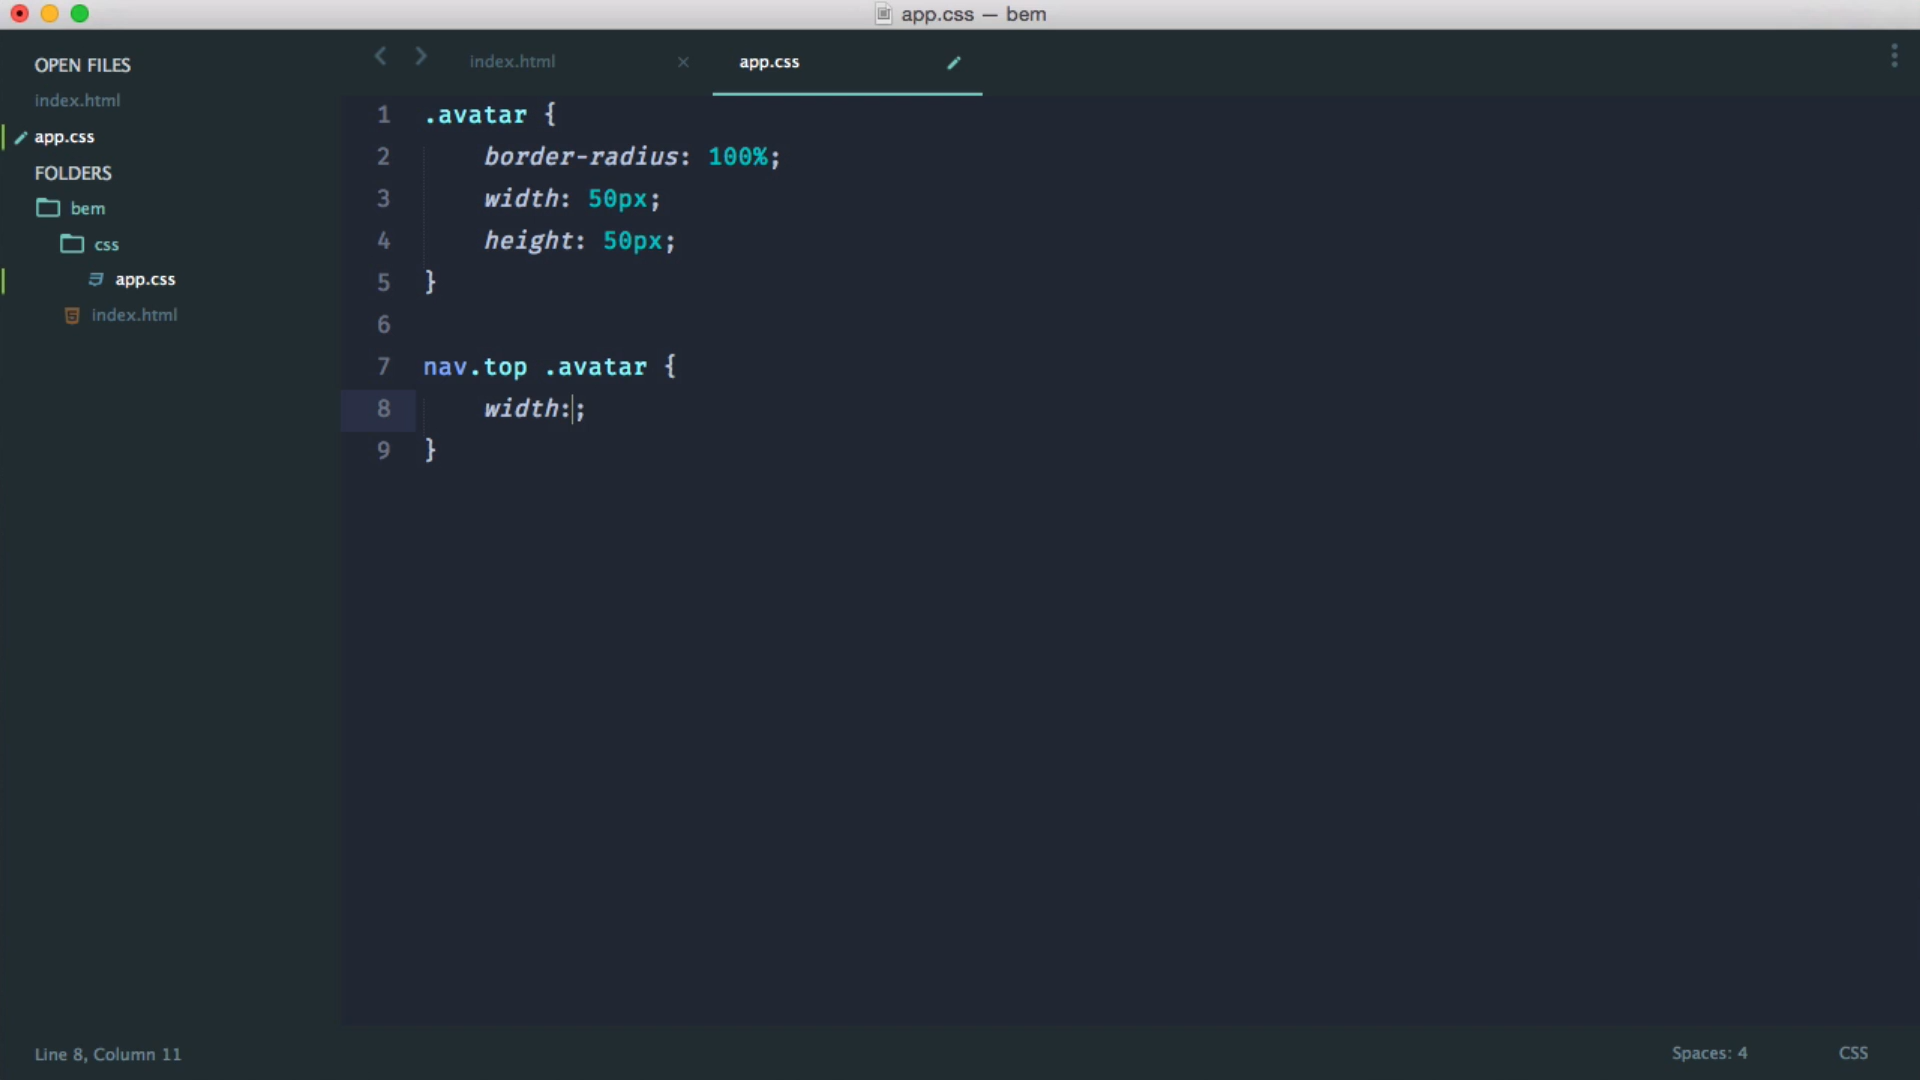 app.css — bem
OPEN FILES
index.html
app.css
FOLDERS
bem
css
app.css
index.html
index.html
app.css
1 .avatar {
2 border-radius: 100%;
3 width: 50px;
4 height: 50px;
5 }
6
7 nav.top .avatar {
8 width:;
9 }
Line 8, Column 11
Spaces: 4
CSS